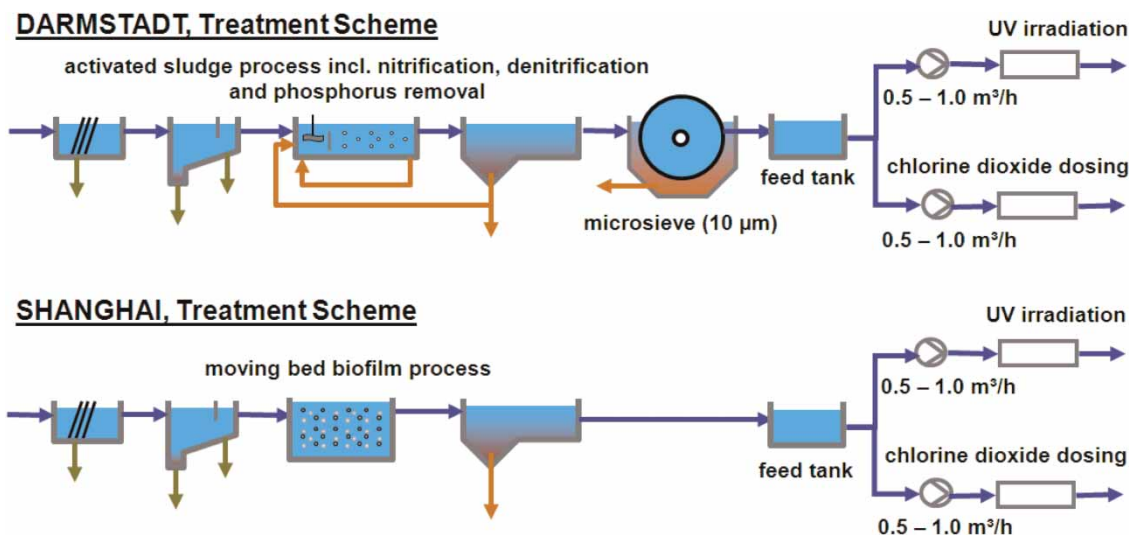 DARMSTADT, Treatment Scheme
UV irradiation
activated sludge process incl. nitrification, denitrification
and phosphorus removal
0.5 – 1.0 m³/h
chlorine dioxide dosing
feed tank
microsieve (10 µm)
0.5 – 1.0 m³/h
SHANGHAI, Treatment Scheme
UV irradiation
moving bed biofilm process
0.5 – 1.0 m³/h
chlorine dioxide dosing
feed tank
0.5 – 1.0 m³/h